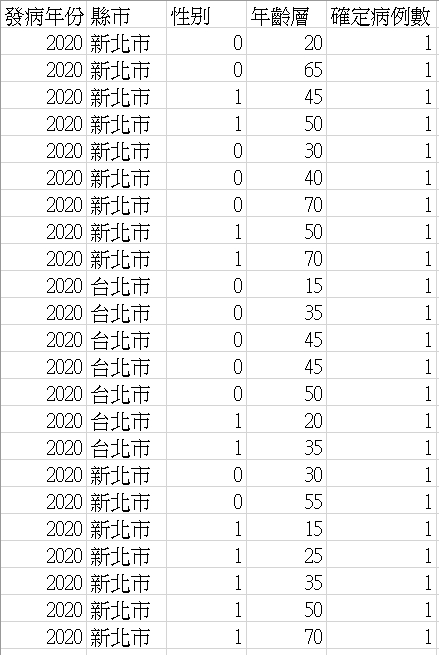 發病年份 縣市 性別 年齡層 確定病例數
2020 新北市 0 20 1
2020 新北市 0 65 1
2020 新北市 1 45 1
2020 新北市 1 50 1
2020 新北市 0 30 1
2020 新北市 0 40 1
2020 新北市 0 70 1
2020 新北市 1 50 1
2020 新北市 1 70 1
2020 台北市 0 15 1
2020 台北市 0 35 1
2020 台北市 0 45 1
2020 台北市 0 45 1
2020 台北市 0 50 1
2020 台北市 1 20 1
2020 台北市 1 35 1
2020 新北市 0 30 1
2020 新北市 0 55 1
2020 新北市 1 15 1
2020 新北市 1 25 1
2020 新北市 1 35 1
2020 新北市 1 50 1
2020 新北市 1 70 1